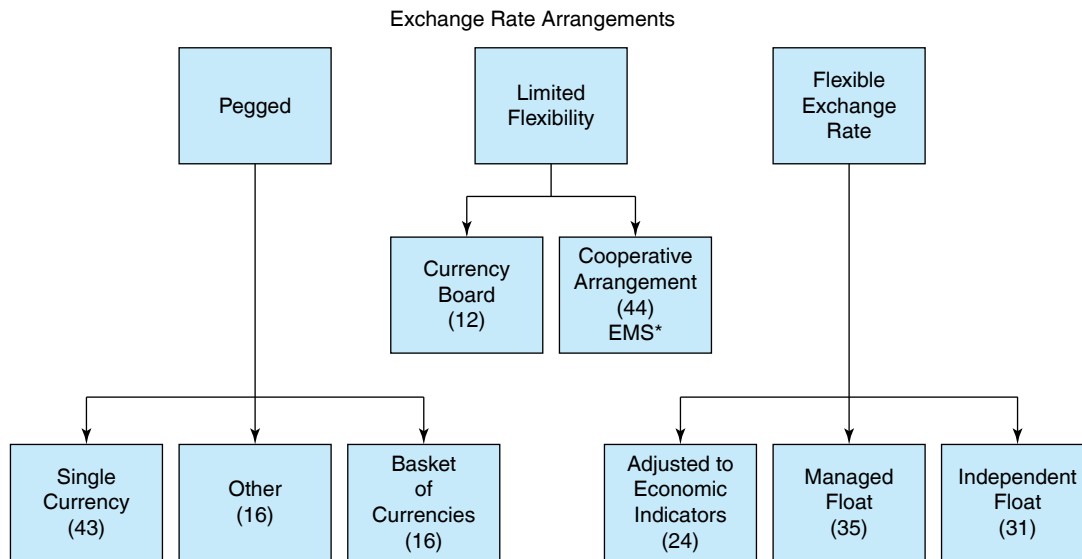 Exchange Rate Arrangements
Pegged
Limited
Flexibility
Flexible
Exchange
Rate
Currency
Board
(12)
Cooperative
Arrangement
(44)
EMS*
Single
Currency
(43)
Other
(16)
Basket
of
Currencies
(16)
Adjusted to
Economic
Indicators
(24)
Managed
Float
(35)
Independent
Float
(31)